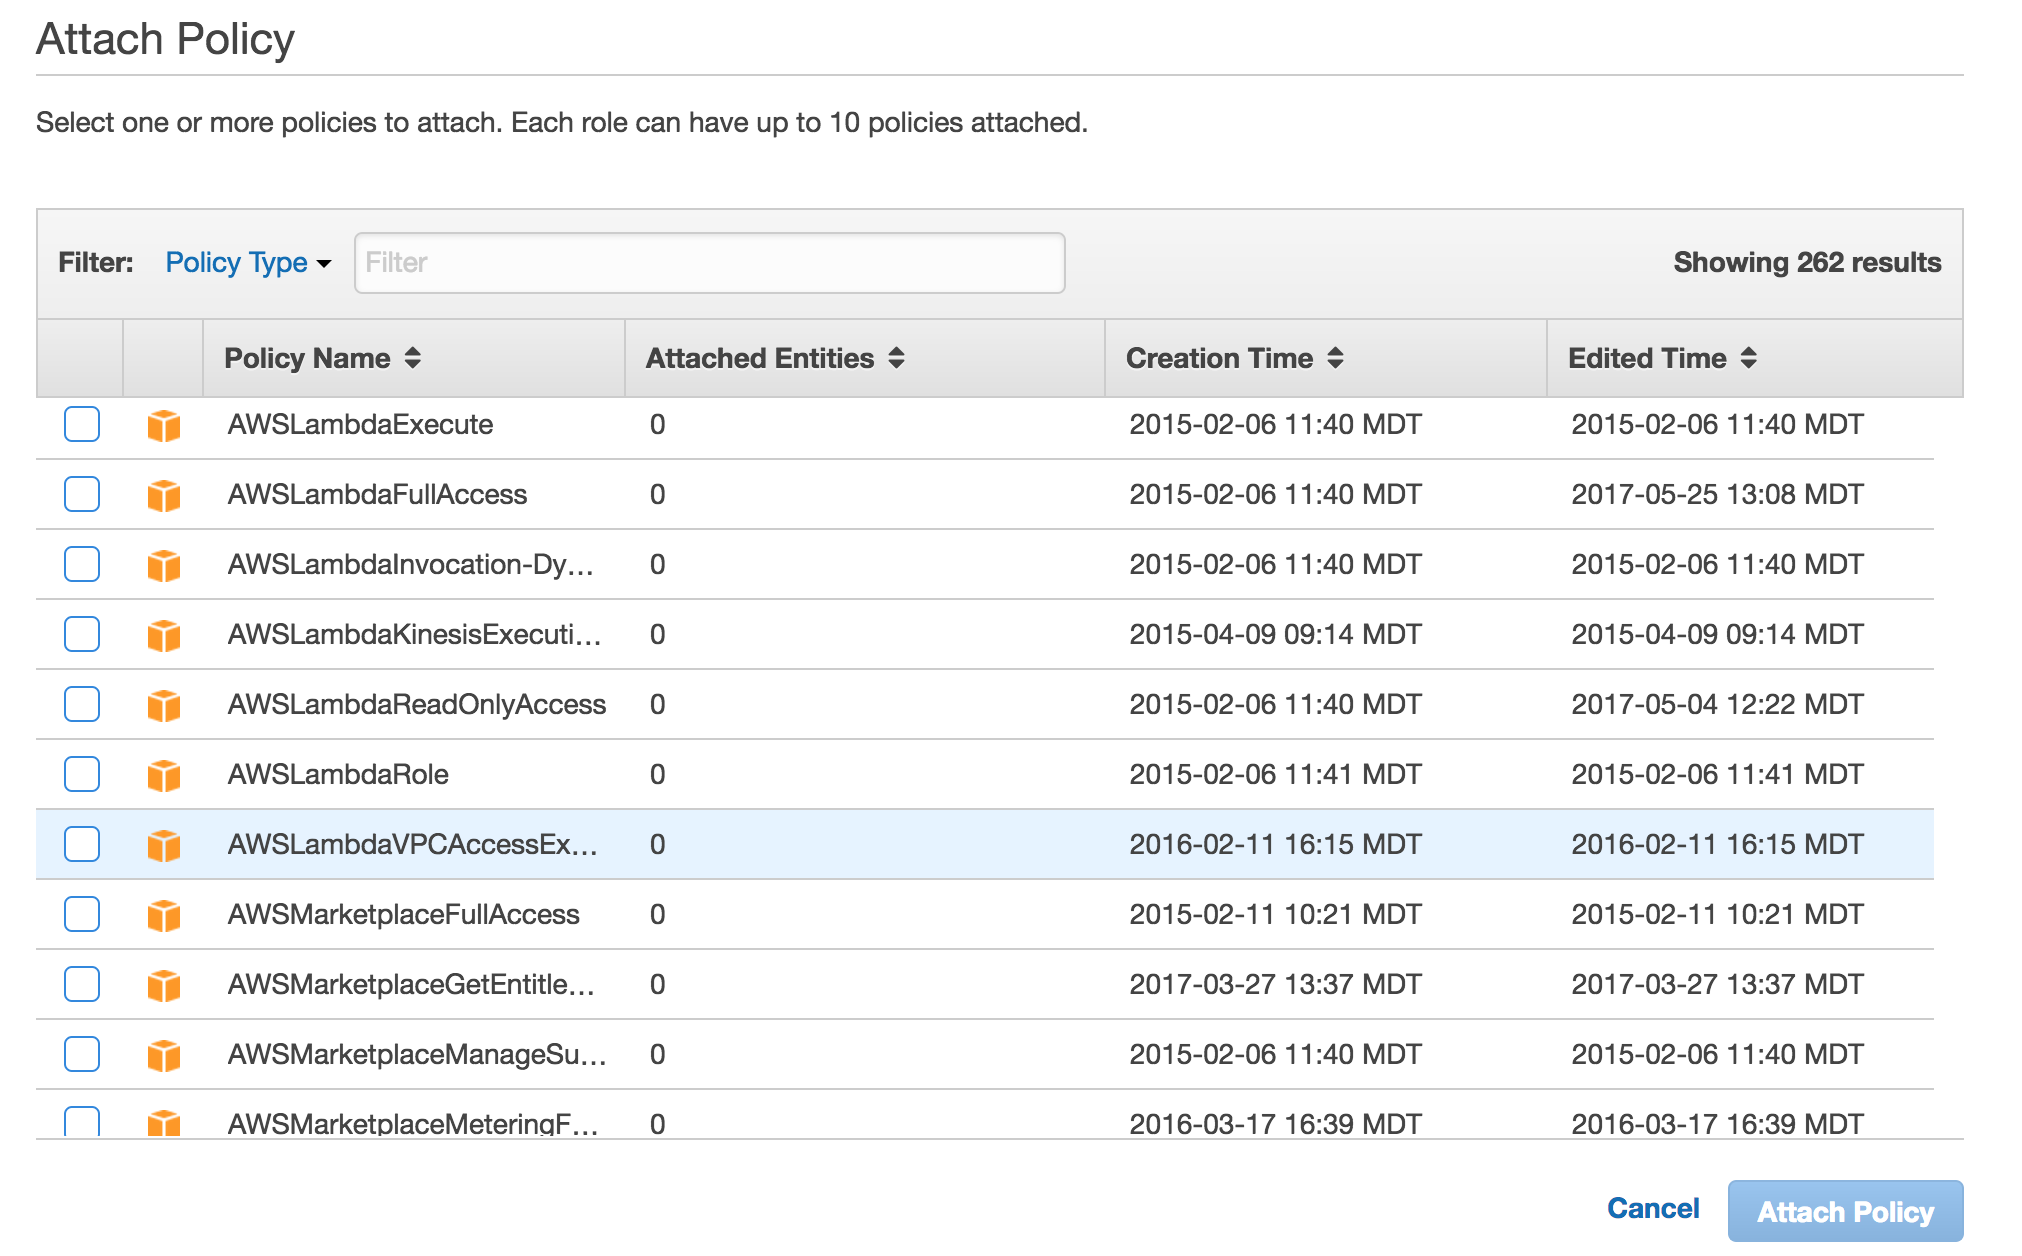 Attach Policy
Select one or more policies to attach. Each role can have up to 10 policies attached.
Filter: Policy Type Filter Showing 262 results
Policy Name Attached Entities Creation Time Edited Time
AWSLambdaExecute 0 2015-02-06 11:40 MDT 2015-02-06 11:40 MDT
AWSLambdaFullAccess 0 2015-02-06 11:40 MDT 2017-05-25 13:08 MDT
AWSLambdaInvocation-Dy... 0 2015-02-06 11:40 MDT 2015-02-06 11:40 MDT
AWSLambdaKinesisExecuti... 0 2015-04-09 09:14 MDT 2015-04-09 09:14 MDT
AWSLambdaReadOnlyAccess 0 2015-02-06 11:40 MDT 2017-05-04 12:22 MDT
AWSLambdaRole 0 2015-02-06 11:41 MDT 2015-02-06 11:41 MDT
AWSLambdaVPCAccessEx... 0 2016-02-11 16:15 MDT 2016-02-11 16:15 MDT
AWSMarketplaceFullAccess 0 2015-02-11 10:21 MDT 2015-02-11 10:21 MDT
AWSMarketplaceGetEntitle... 0 2017-03-27 13:37 MDT 2017-03-27 13:37 MDT
AWSMarketplaceManageSu... 0 2015-02-06 11:40 MDT 2015-02-06 11:40 MDT
AWSMarketplaceMeteringF... 0 2016-03-17 16:39 MDT 2016-03-17 16:39 MDT
Cancel Attach Policy